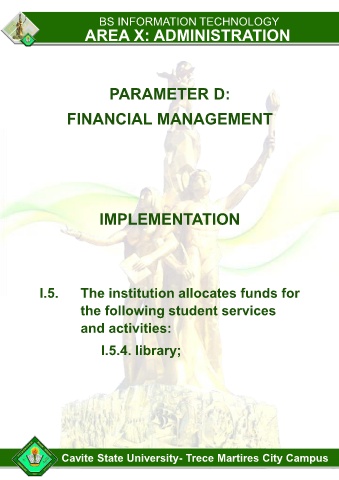 BS INFORMATION TECHNOLOGY
AREA X: ADMINISTRATION
PARAMETER D:
FINANCIAL MANAGEMENT
IMPLEMENTATION
I.5. The institution allocates funds for
the following student services
and activities:
I.5.4. library;
Cavite State University- Trece Martires City Campus